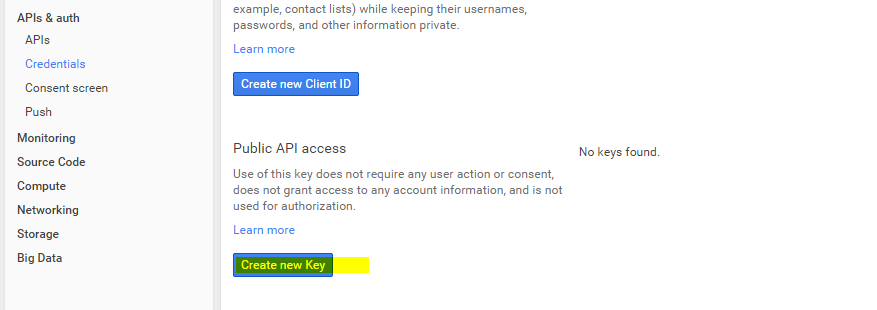 APIs & auth
APIs
Credentials
Consent screen
Push
Monitoring
Source Code
Compute
Networking
Storage
Big Data
example, contact lists) while keeping their usernames,
passwords, and other information private.
Learn more
Create new Client ID
Public API access
Use of this key does not require any user action or consent,
does not grant access to any account information, and is not
used for authorization.
Learn more
Create new Key
No keys found.